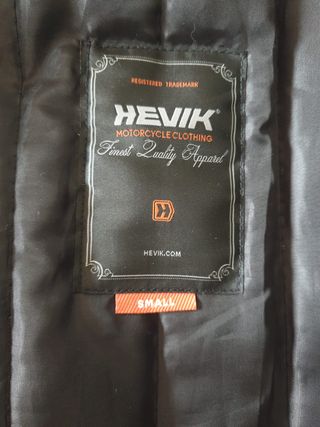 REGISTERED TRADEMARK
HEVIK®
MOTORCYCLE CLOTHING
Finest Quality Apparel
HEVIK.COM
SMALL